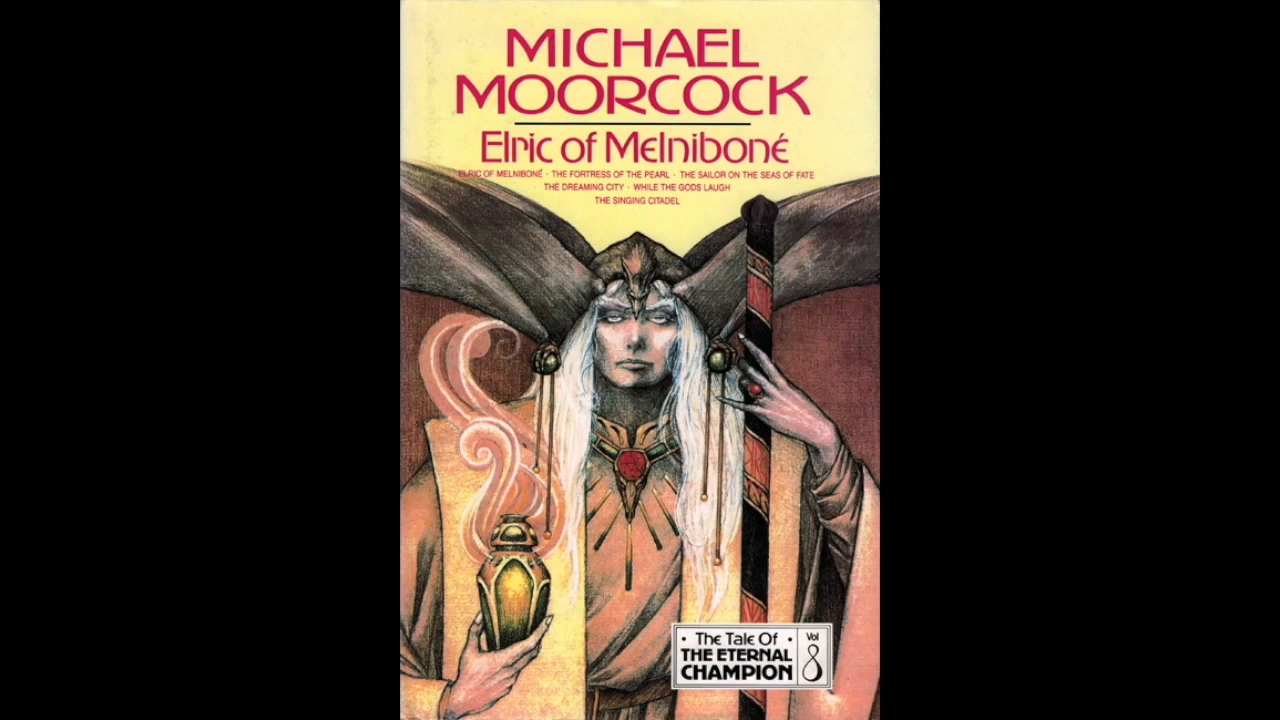 MICHAEL
MOORCOCK
Elric of Melniboné
ELRIC OF MELNIBONÉ · THE FORTRESS OF THE PEARL · THE SAILOR ON THE SEAS OF FATE
THE DREAMING CITY · WHILE THE GODS LAUGH
THE SINGING CITADEL
· The Tale Of ·
THE ETERNAL
CHAMPION
Vol
8